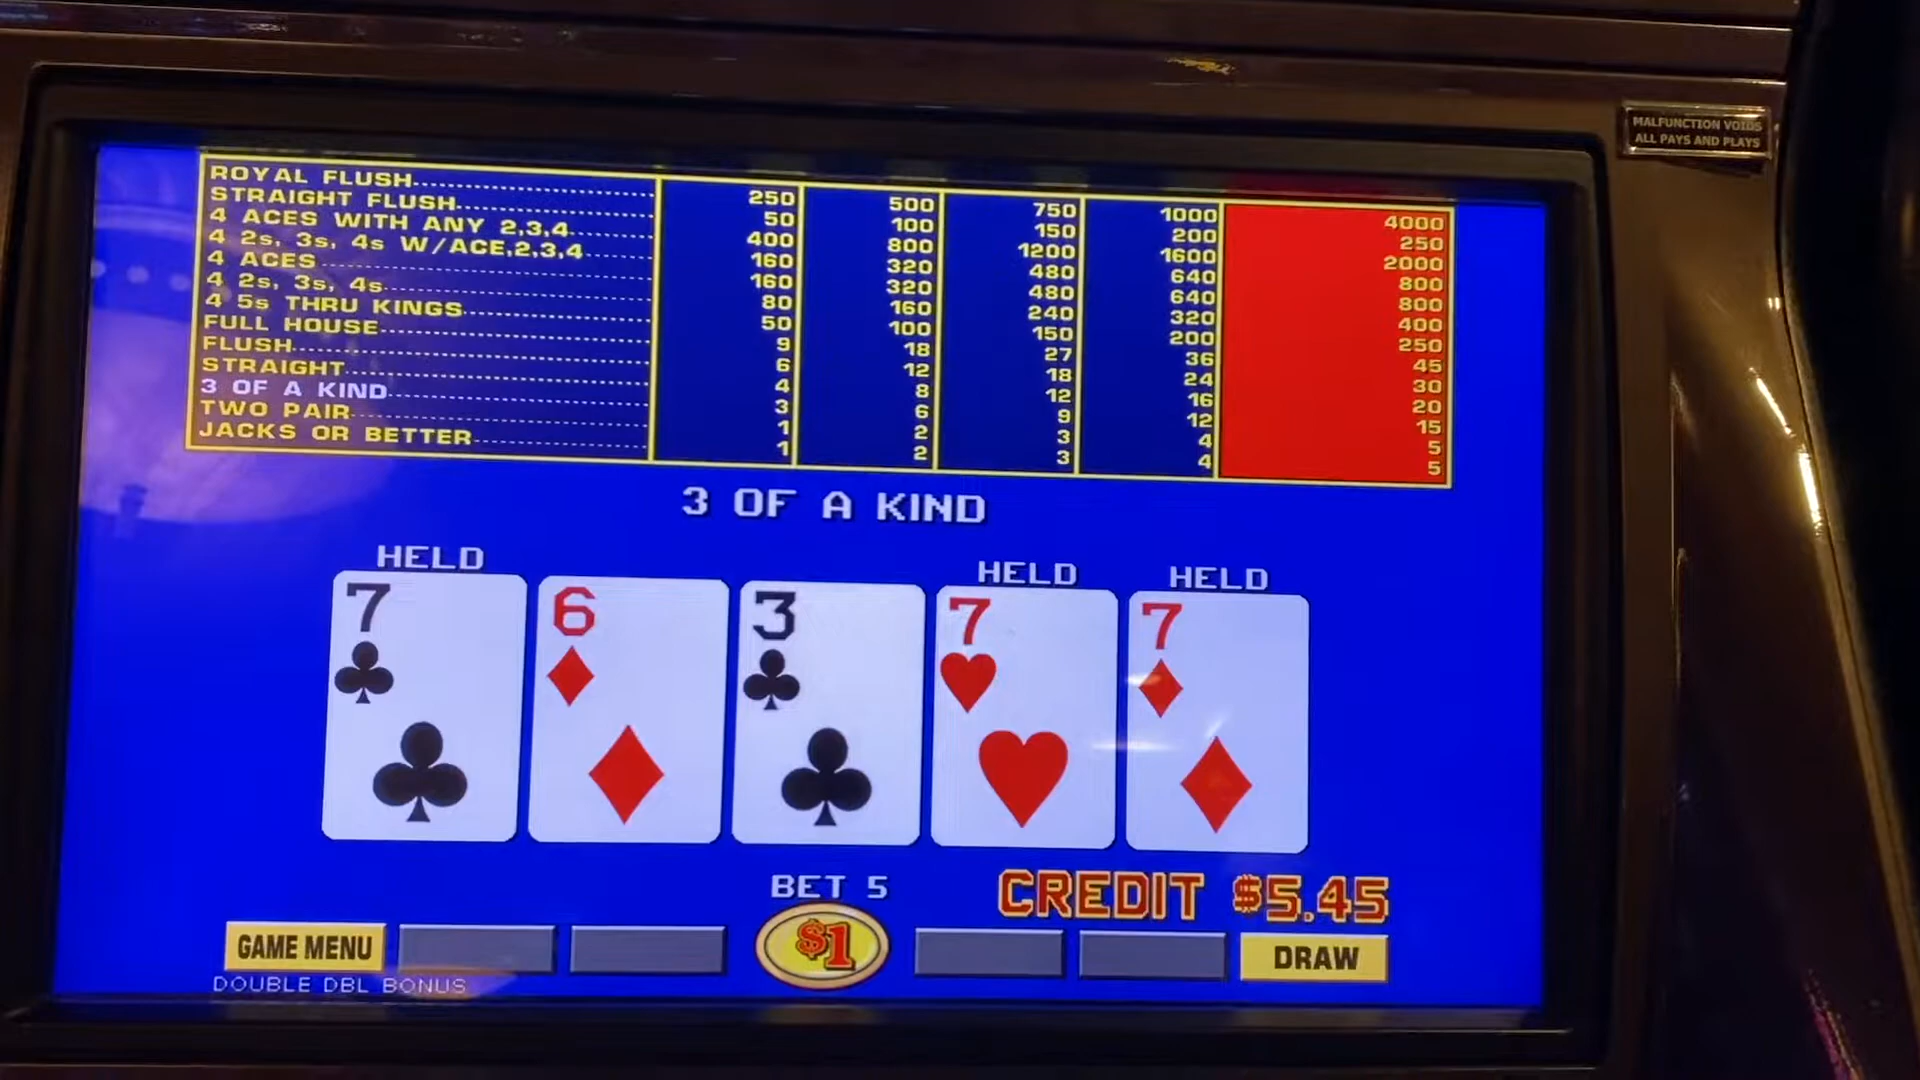 MALFUNCTION VOIDS
ALL PAYS AND PLAYS
ROYAL FLUSH 250 500 750 1000 4000
STRAIGHT FLUSH 50 100 150 200 250
4 ACES WITH ANY 2,3,4 400 800 1200 1600 2000
4 2s, 3s, 4s W/ACE,2,3,4 160 320 480 640 800
4 ACES 160 320 480 640 800
4 2s, 3s, 4s 80 160 240 320 400
4 5s THRU KINGS 50 100 150 200 250
FULL HOUSE 9 18 27 36 45
FLUSH 6 12 18 24 30
STRAIGHT 4 8 12 16 20
3 OF A KIND 3 6 9 12 15
TWO PAIR 1 2 3 4 5
JACKS OR BETTER 1 2 3 4 5
3 OF A KIND
HELD HELD HELD
7 6 3 7 7
BET 5 CREDIT $5.45
GAME MENU $1 DRAW
DOUBLE DBL BONUS